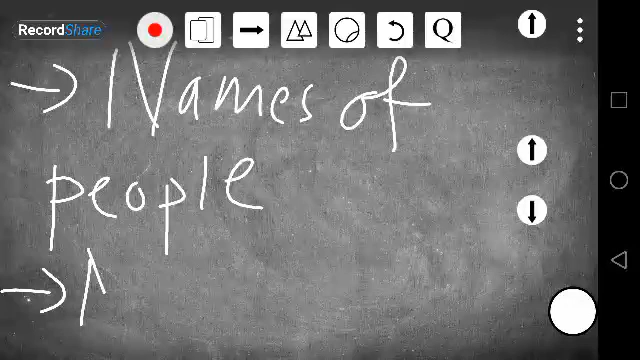 RecordShare
Q
→ Names of
people
→